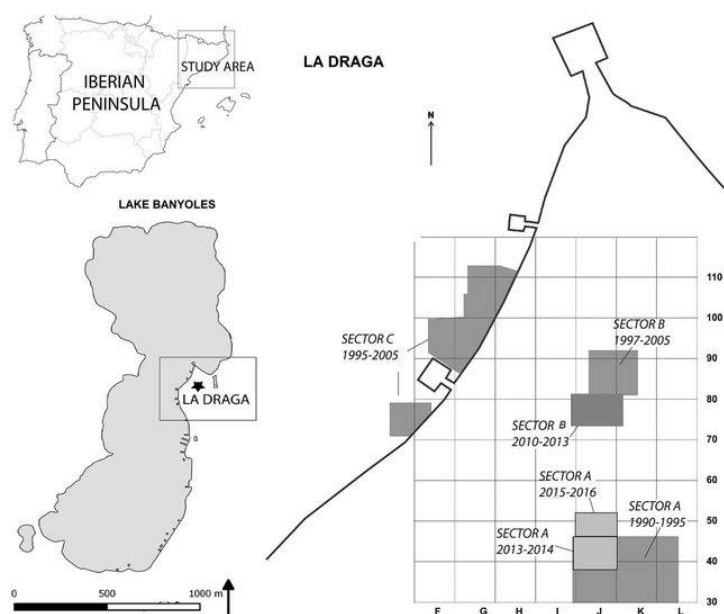 IBERIAN
PENINSULA
STUDY AREA
LA DRAGA
N
LAKE BANYOLES
LA DRAGA
0 500 1000 m
SECTOR C
1995-2005
SECTOR B
1997-2005
SECTOR B
2010-2013
SECTOR A
2015-2016
SECTOR A
1990-1995
SECTOR A
2013-2014
110
100
90
80
70
60
50
40
30
F G H I J K L